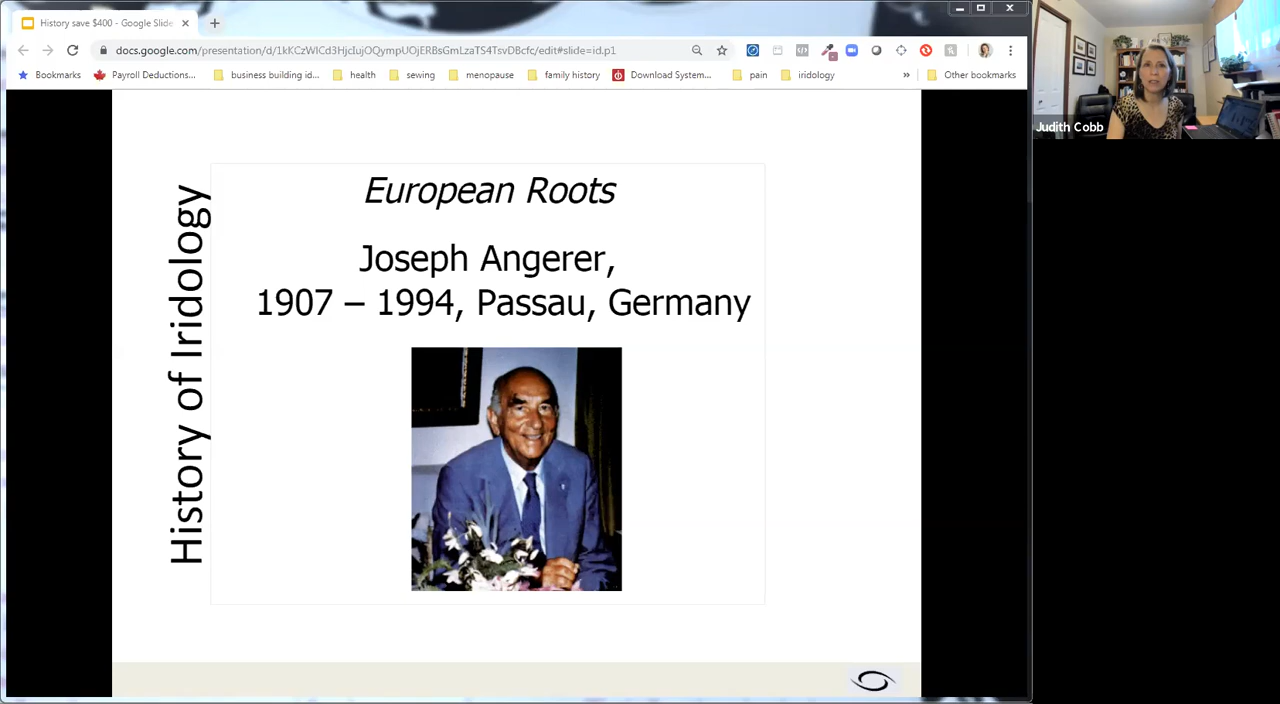 History save $400 - Google Slide
docs.google.com/presentation/d/1kKCzWICd3HjcIujOQympUOjERBsGmLzaTS4TsvDBcfc/edit#slide=id.p1
Bookmarks
Payroll Deductions...
business building id...
health
sewing
menopause
family history
Download System...
pain
iridology
»
Other bookmarks
Judith Cobb
History of Iridology
European Roots
Joseph Angerer,
1907 – 1994, Passau, Germany